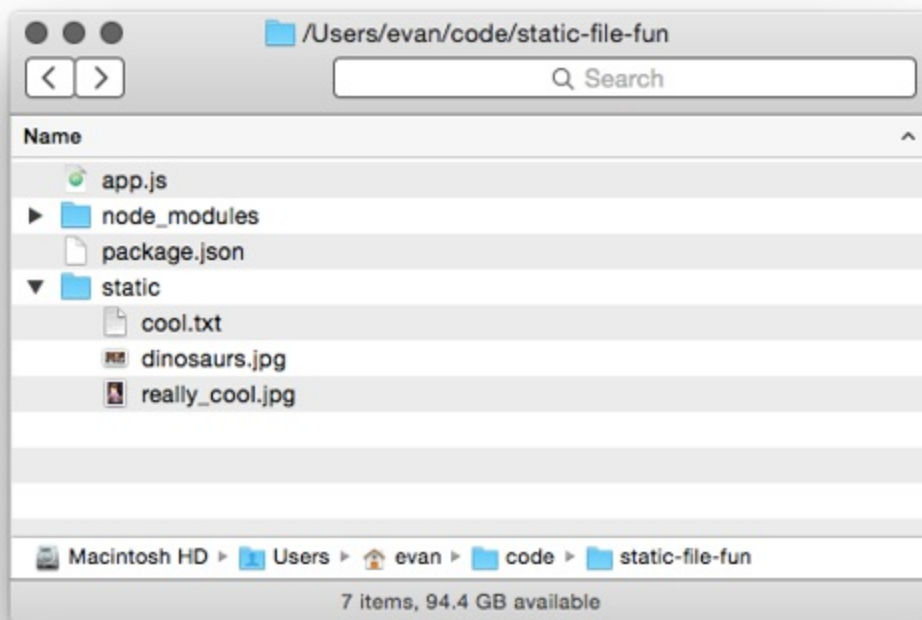 /Users/evan/code/static-file-fun
Search
Name
app.js
node_modules
package.json
static
cool.txt
dinosaurs.jpg
really_cool.jpg
Macintosh HD Users evan code static-file-fun
7 items, 94.4 GB available